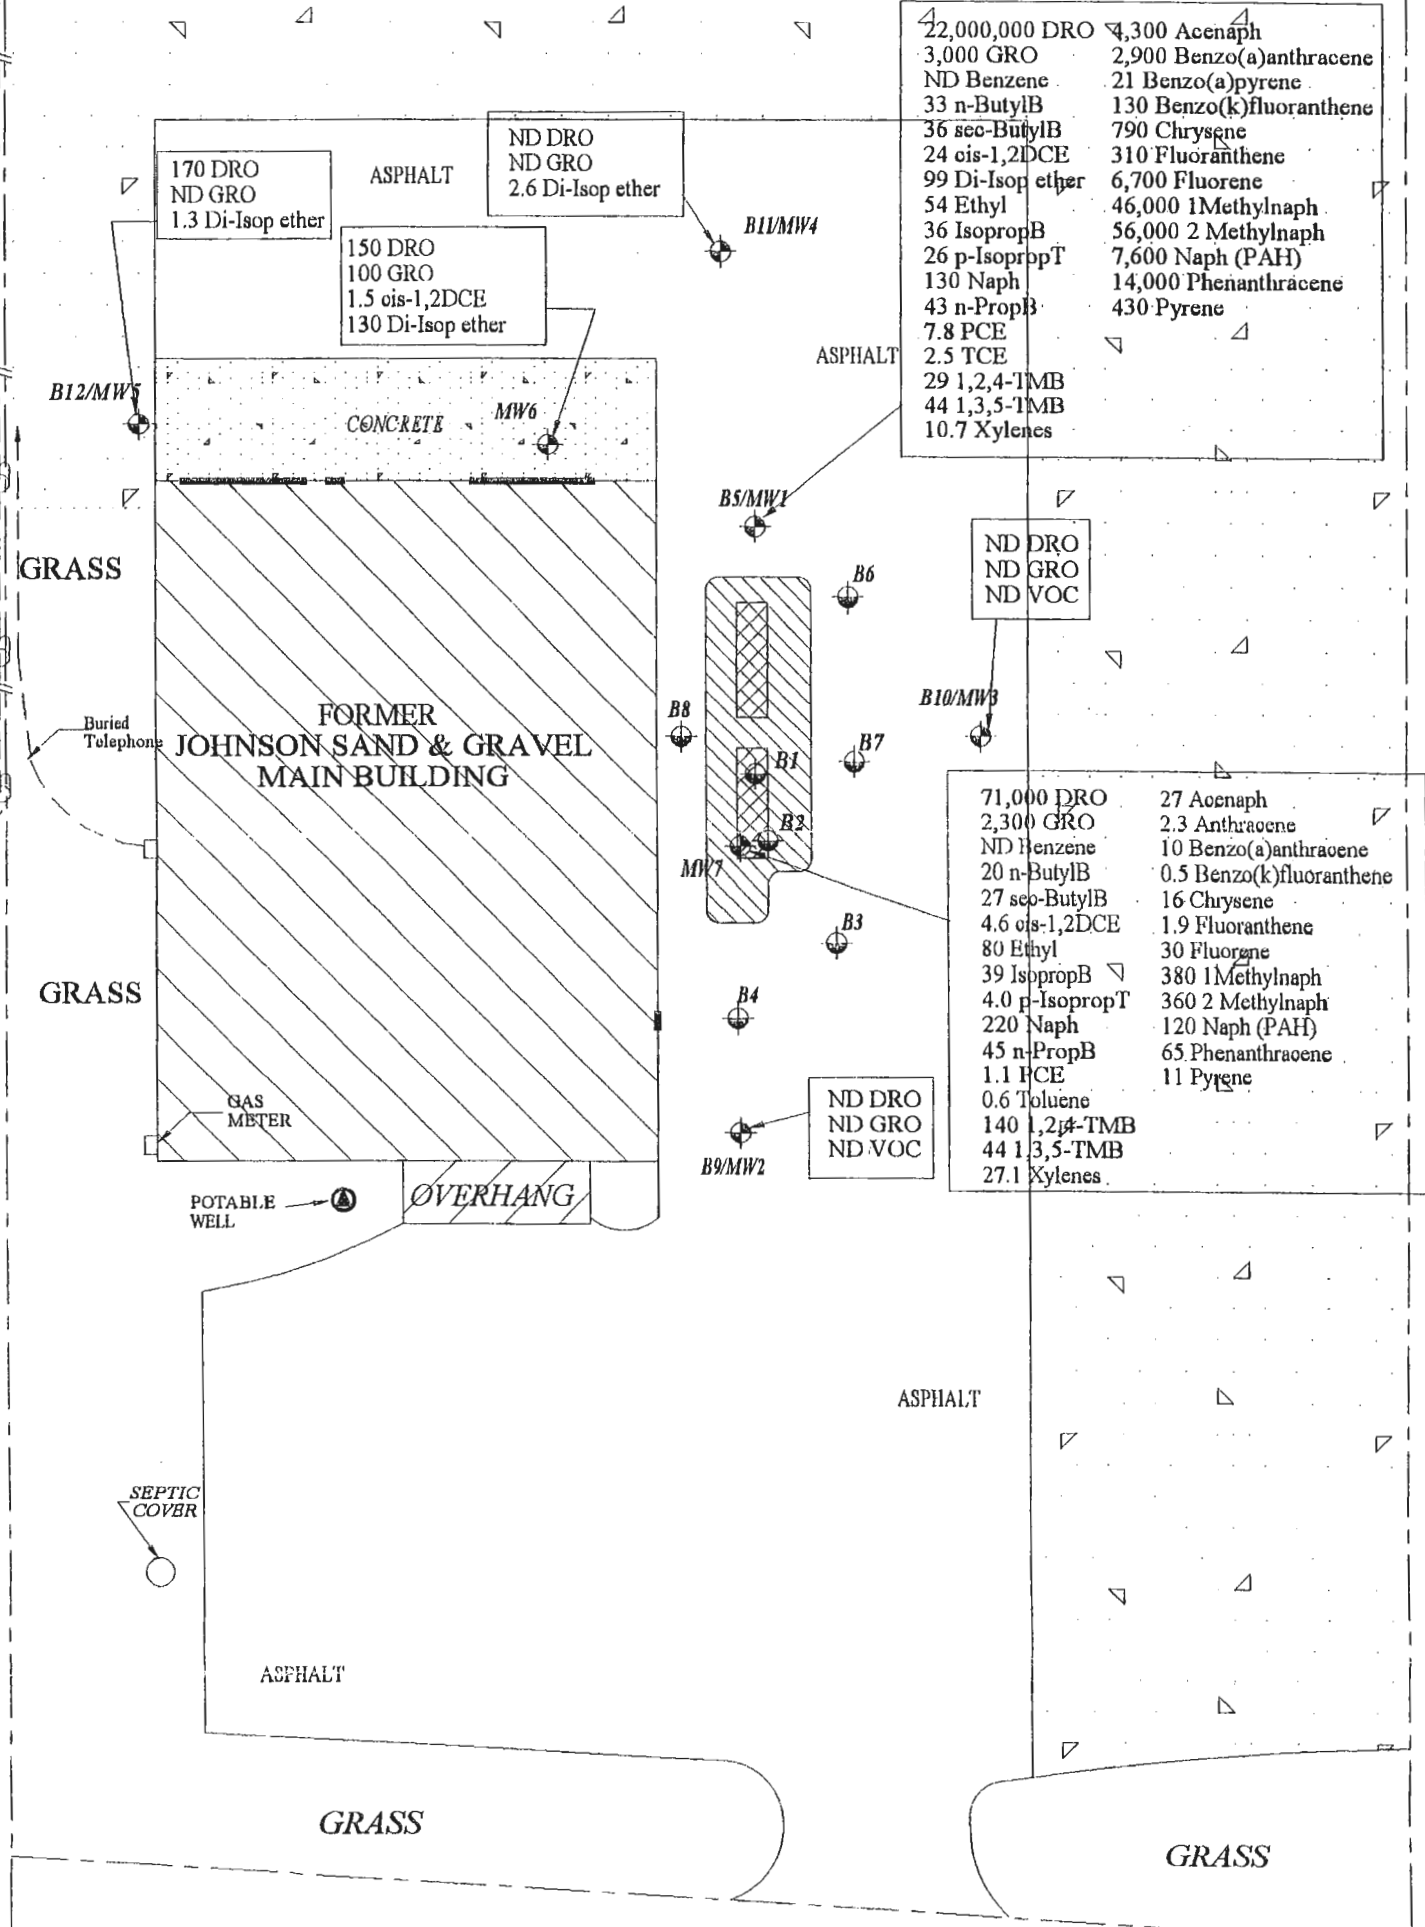 22,000,000 DRO 4,300 Acenaph
3,000 GRO 2,900 Benzo(a)anthracene
ND Benzene 21 Benzo(a)pyrene
33 n-ButylB 130 Benzo(k)fluoranthene
36 sec-ButylB 790 Chrysene
24 cis-1,2DCE 310 Fluoranthene
99 Di-Isop ether 6,700 Fluorene
54 Ethyl 46,000 1Methylnaph
36 IsopropB 56,000 2 Methylnaph
26 p-IsopropT 7,600 Naph (PAH)
130 Naph 14,000 Phenanthracene
43 n-PropB 430 Pyrene
7.8 PCE
2.5 TCE
29 1,2,4-TMB
44 1,3,5-TMB
10.7 Xylenes
ND DRO
ND GRO
2.6 Di-Isop ether
170 DRO
ND GRO
1.3 Di-Isop ether
ASPHALT
B11/MW4
150 DRO
100 GRO
1.5 cis-1,2DCE
130 Di-Isop ether
ASPHALT
B12/MW5
CONCRETE
MW6
B5/MW1
GRASS
B6
ND DRO
ND GRO
ND VOC
B10/MW3
Buried
Telephone
FORMER
JOHNSON SAND & GRAVEL
MAIN BUILDING
B8
B7
B1
B2
MW7
71,000 DRO 27 Acenaph
2,300 GRO 2.3 Anthracene
ND Benzene 10 Benzo(a)anthracene
20 n-ButylB 0.5 Benzo(k)fluoranthene
27 sec-ButylB 16 Chrysene
4.6 cis-1,2DCE 1.9 Fluoranthene
80 Ethyl 30 Fluorene
39 IsopropB 380 1Methylnaph
4.0 p-IsopropT 360 2 Methylnaph
220 Naph 120 Naph (PAH)
45 n-PropB 65 Phenanthracene
1.1 PCE 11 Pyrene
0.6 Toluene
140 1,2,4-TMB
44 1,3,5-TMB
27.1 Xylenes
B3
GRASS
B4
GAS
METER
ND DRO
ND GRO
ND VOC
B9/MW2
POTABLE
WELL
OVERHANG
ASPHALT
SEPTIC
COVER
ASPHALT
GRASS
GRASS